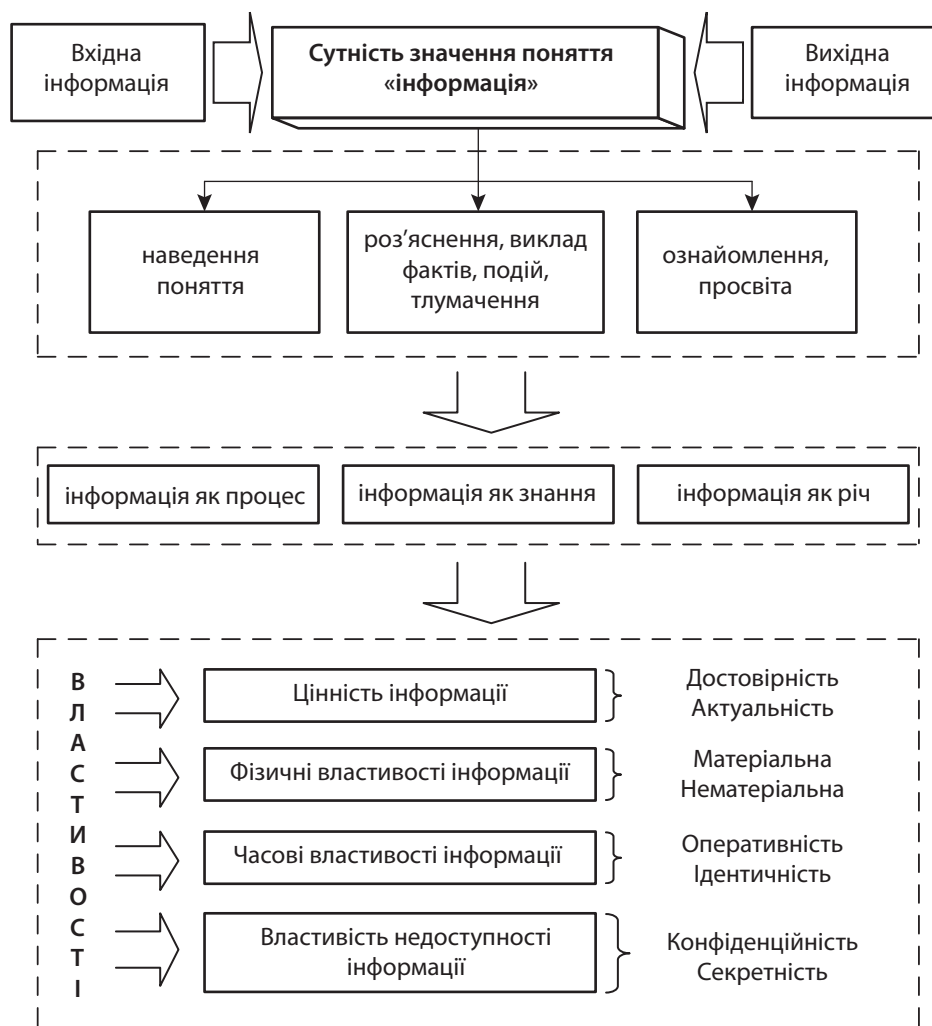 Вхідна
інформація
Сутність значення поняття
«інформація»
Вихідна
інформація
наведення
поняття
роз’яснення, виклад
фактів, подій,
тлумачення
ознайомлення,
просвіта
інформація як процес
інформація як знання
інформація як річ
ВЛАСТИВОСТІ
Цінність інформації
Достовірність
Актуальність
Фізичні властивості інформації
Матеріальна
Нематеріальна
Часові властивості інформації
Оперативність
Ідентичність
Властивість недоступності
інформації
Конфіденційність
Секретність